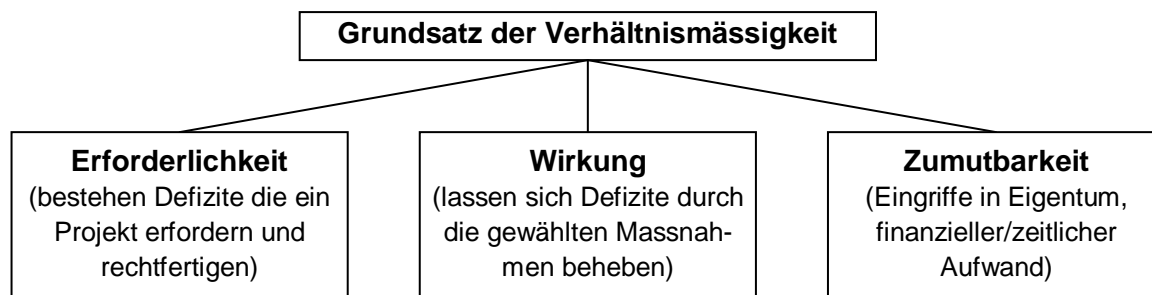 Grundsatz der Verhältnismässigkeit
Erforderlichkeit
(bestehen Defizite die ein
Projekt erfordern und
rechtfertigen)
Wirkung
(lassen sich Defizite durch
die gewählten Massnah-
men beheben)
Zumutbarkeit
(Eingriffe in Eigentum,
finanzieller/zeitlicher
Aufwand)